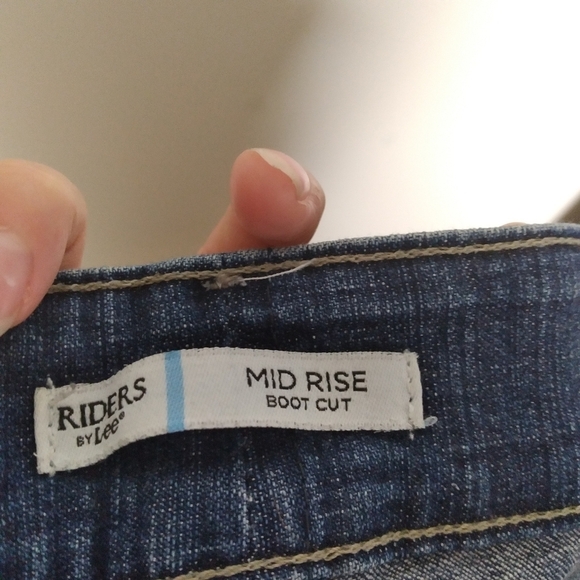 RIDERS
BY Lee®
MID RISE
BOOT CUT